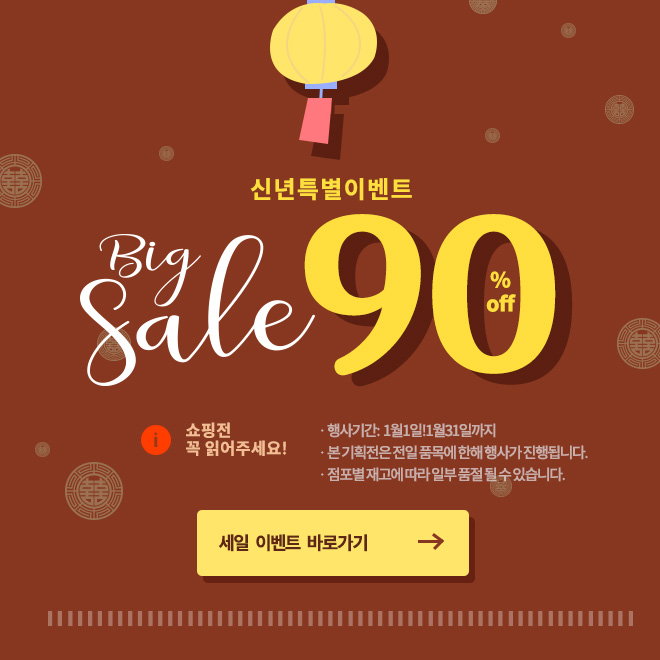 신년특별이벤트
Big
Sale
90
%
off
i
쇼핑전
꼭 읽어주세요!
· 행사기간: 1월1일!1월31일까지
· 본 기획전은 전일 품목에 한해 행사가 진행됩니다.
· 점포별 재고에 따라 일부 품절 될 수 있습니다.
세일 이벤트 바로가기